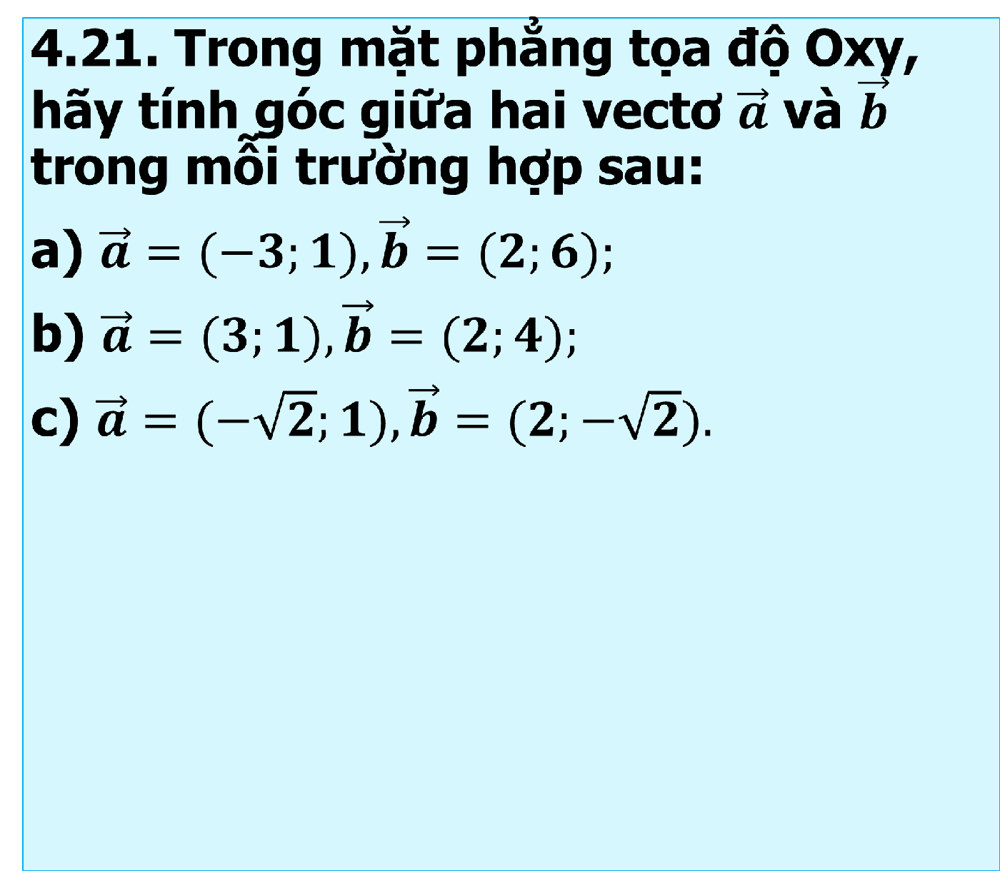 4.21. Trong mặt phẳng tọa độ Oxy,
hãy tính góc giữa hai vectơ \vec{a} và \vec{b}
trong mỗi trường hợp sau:
a) \vec{a} = (−3; 1), \vec{b} = (2; 6);
b) \vec{a} = (3; 1), \vec{b} = (2; 4);
c) \vec{a} = (−√2; 1), \vec{b} = (2; −√2).